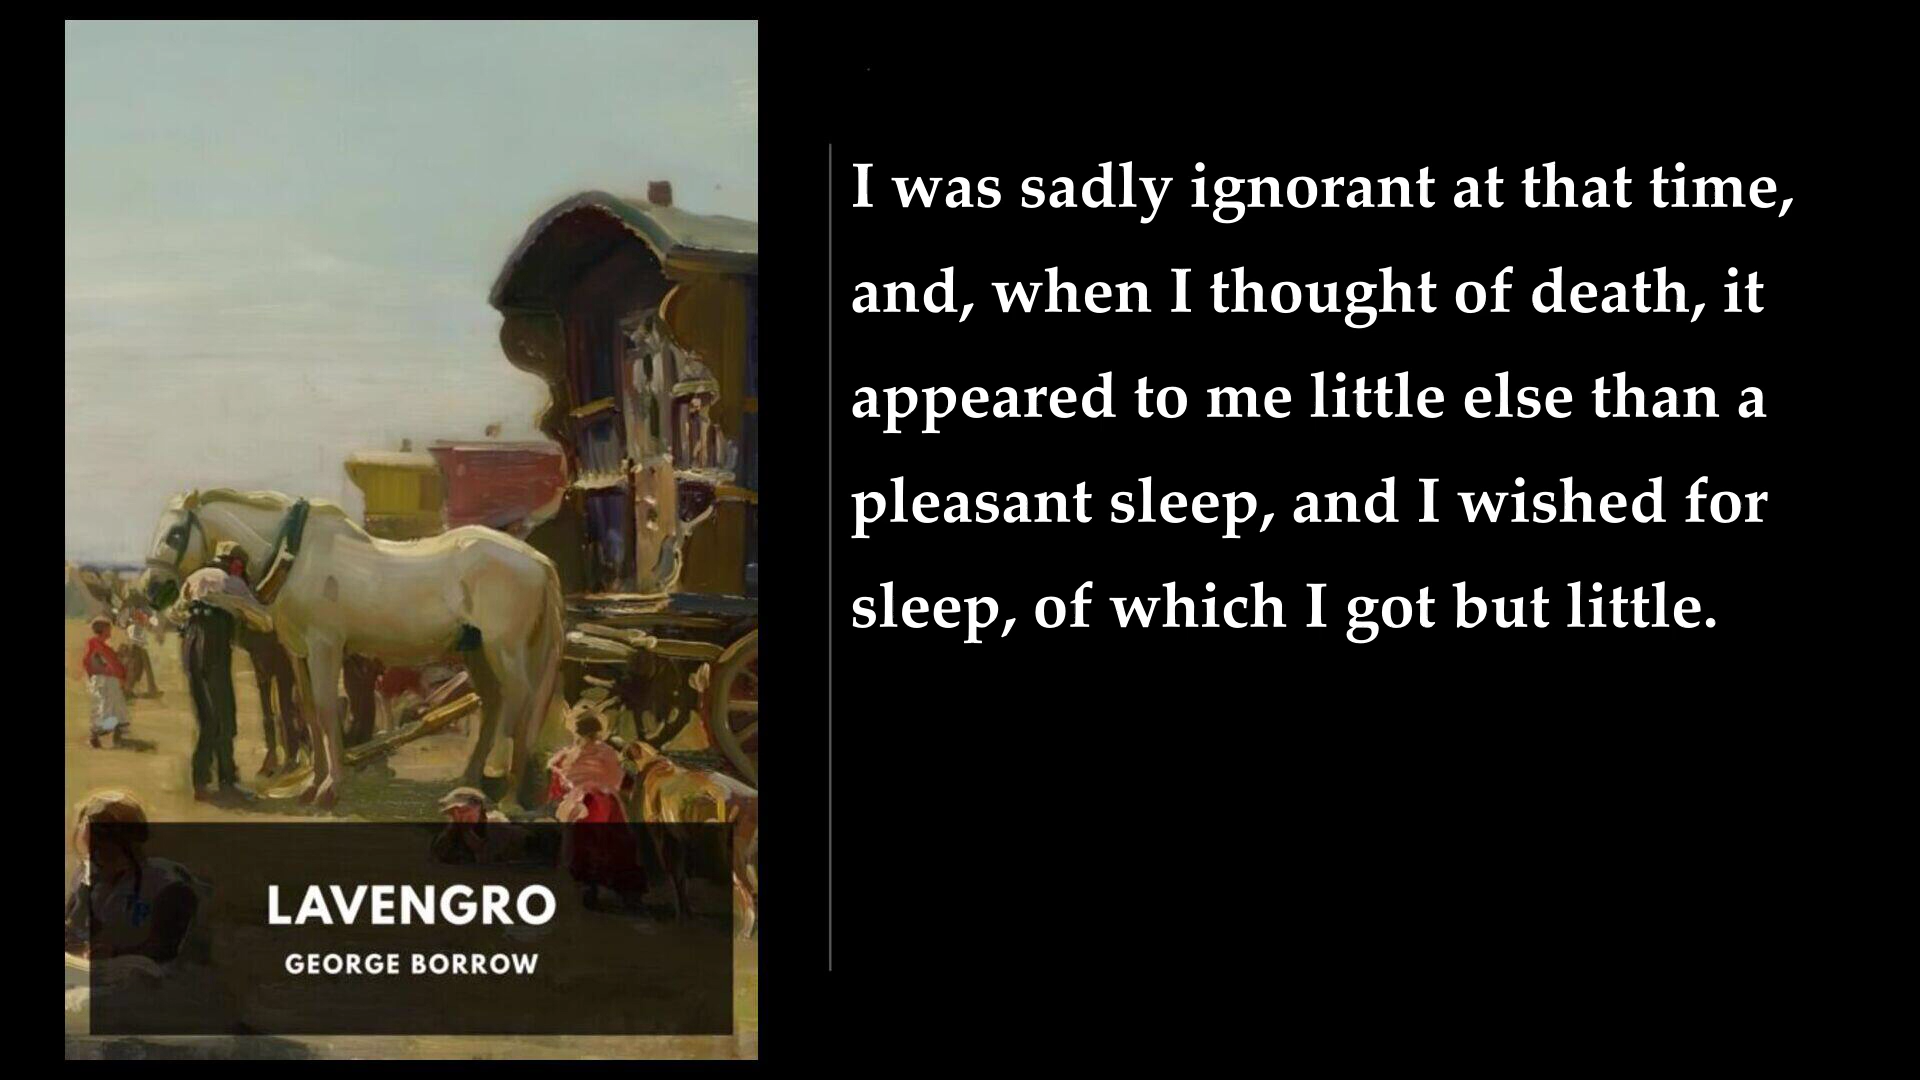 LAVENGRO
GEORGE BORROW
I was sadly ignorant at that time,
and, when I thought of death, it
appeared to me little else than a
pleasant sleep, and I wished for
sleep, of which I got but little.